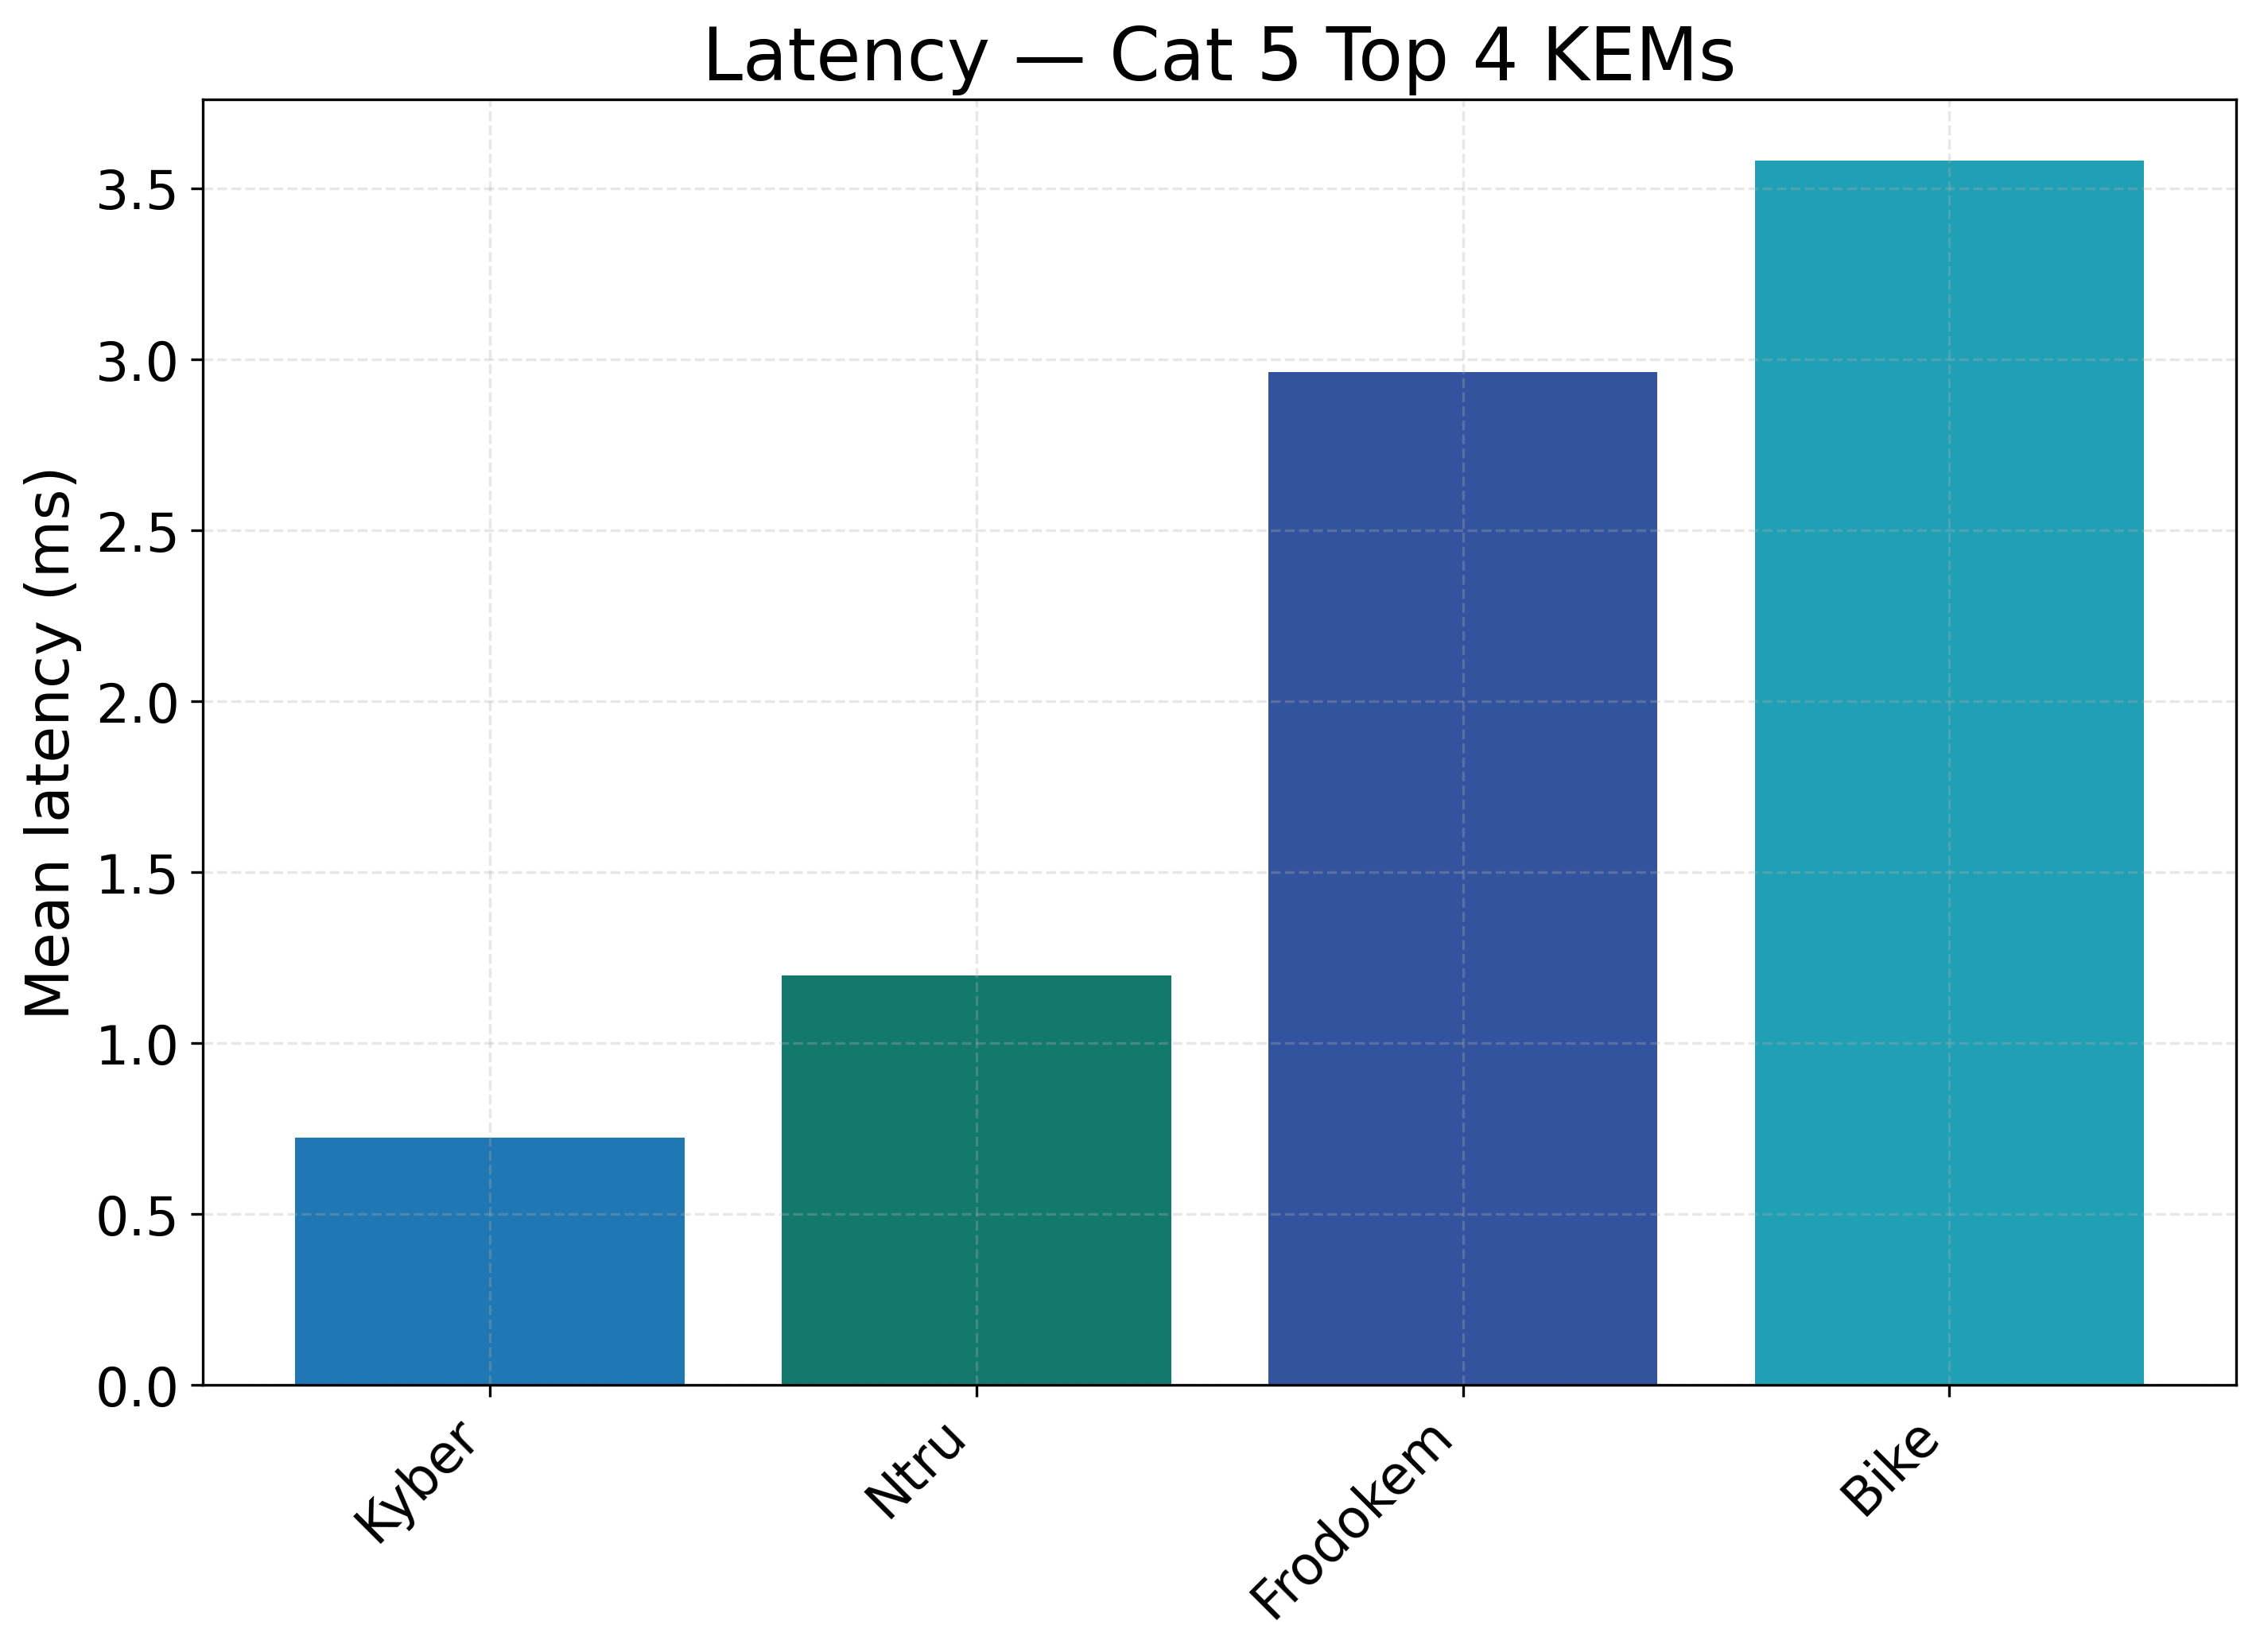 Latency — Cat 5 Top 4 KEMs
Mean latency (ms)
3.5
3.0
2.5
2.0
1.5
1.0
0.5
0.0
Kyber
Ntru
Frodokem
Bike